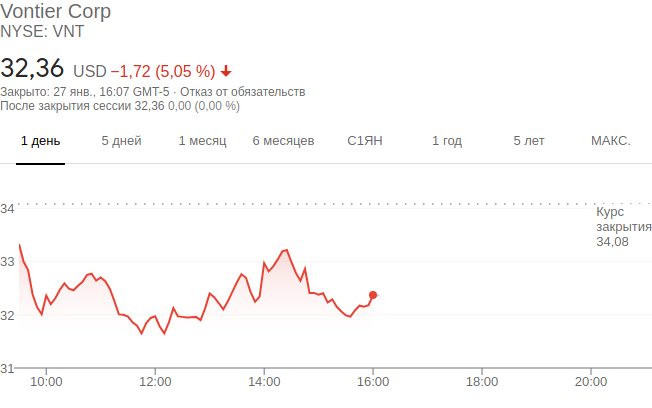 Vontier Corp
NYSE: VNT
32,36 USD −1,72 (5,05 %)
Закрыто: 27 янв., 16:07 GMT-5 · Отказ от обязательств
После закрытия сессии 32,36 0,00 (0,00 %)
1 день 5 дней 1 месяц 6 месяцев С1ЯН 1 год 5 лет МАКС.
34
Курс
закрытия
34,08
33
32
31
10:00 12:00 14:00 16:00 18:00 20:00